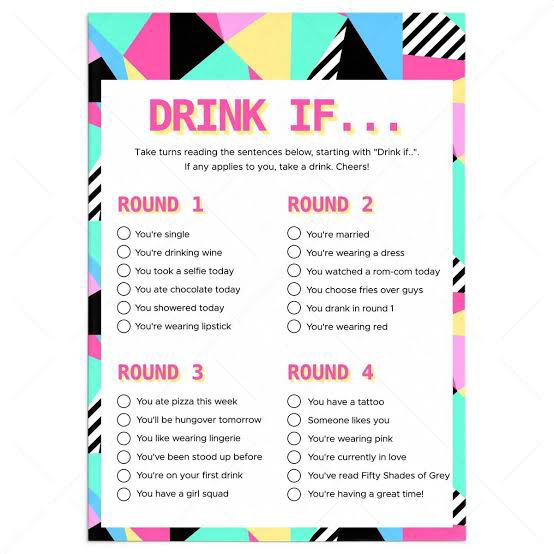 DRINK IF...
Take turns reading the sentences below, starting with "Drink if..".
If any applies to you, take a drink. Cheers!
ROUND 1
You're single
You're drinking wine
You took a selfie today
You ate chocolate today
You showered today
You're wearing lipstick
ROUND 2
You're married
You're wearing a dress
You watched a rom-com today
You choose fries over guys
You drank in round 1
You're wearing red
ROUND 3
You ate pizza this week
You'll be hungover tomorrow
You like wearing lingerie
You've been stood up before
You're on your first drink
You have a girl squad
ROUND 4
You have a tattoo
Someone likes you
You're wearing pink
You're currently in love
You've read Fifty Shades of Grey
You're having a great time!